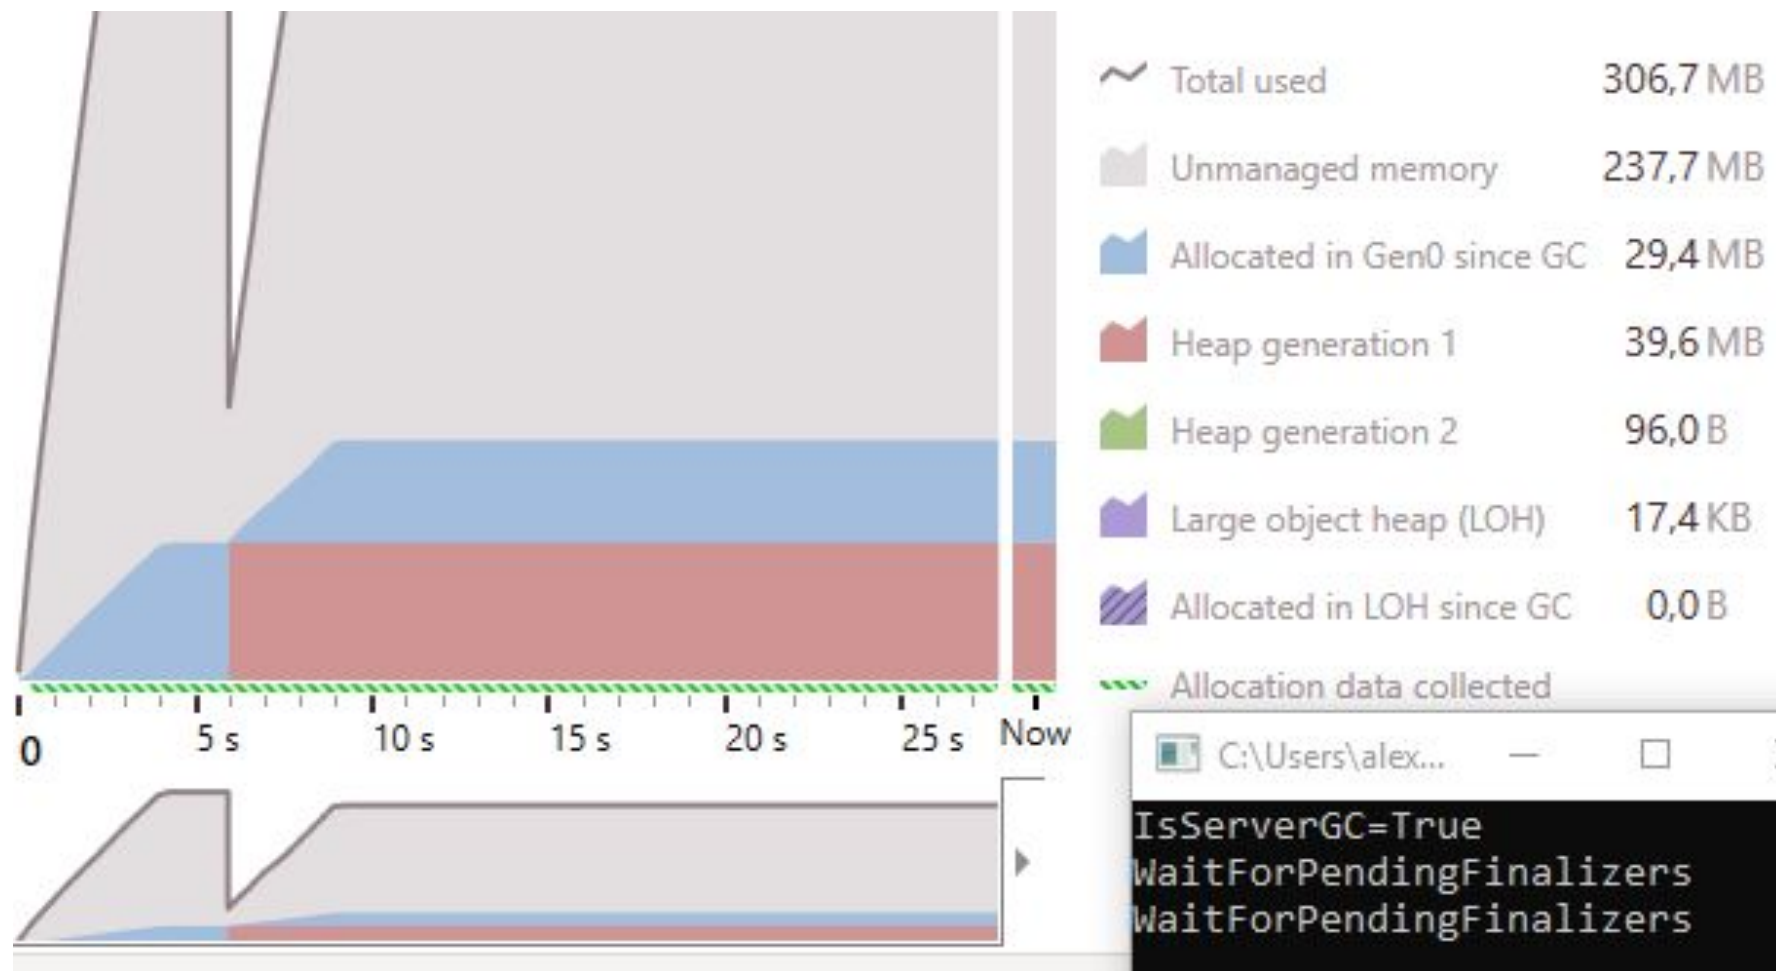 Total used 306,7 MB
Unmanaged memory 237,7 MB
Allocated in Gen0 since GC 29,4 MB
Heap generation 1 39,6 MB
Heap generation 2 96,0 B
Large object heap (LOH) 17,4 KB
Allocated in LOH since GC 0,0 B
Allocation data collected
0 5 s 10 s 15 s 20 s 25 s Now
C:\Users\alex...
IsServerGC=True
WaitForPendingFinalizers
WaitForPendingFinalizers